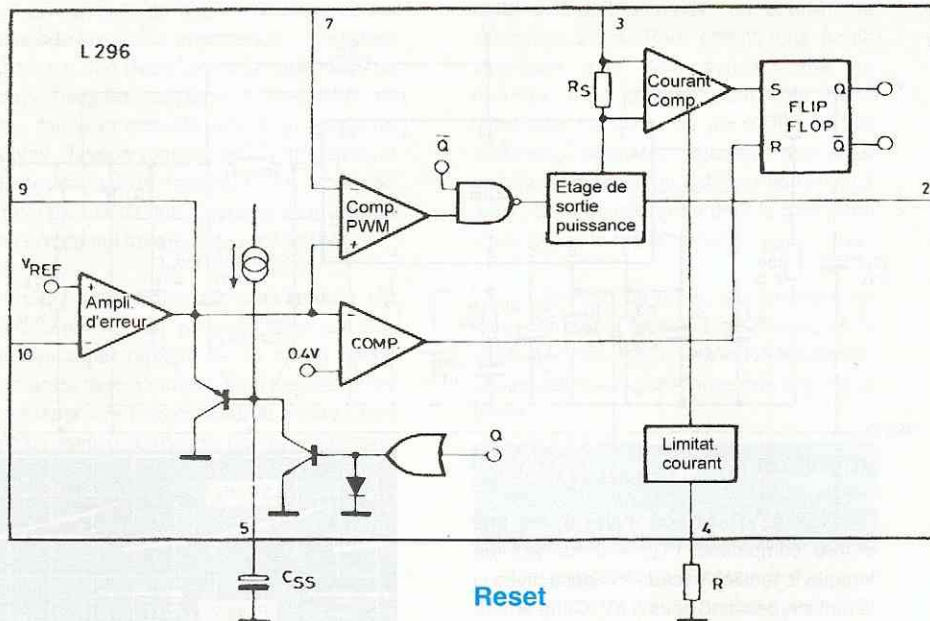 L296
7
3
Rs
Courant
Comp.
S
Q
FLIP
FLOP
R
Q
9
Q̅
Comp.
PWM
+
-
Etage de
sortie
puissance
2
VREF
+
Ampli.
d'erreur
-
10
-
COMP.
0.4V
Q
Limitat.
courant
5
4
CSS
Reset
R